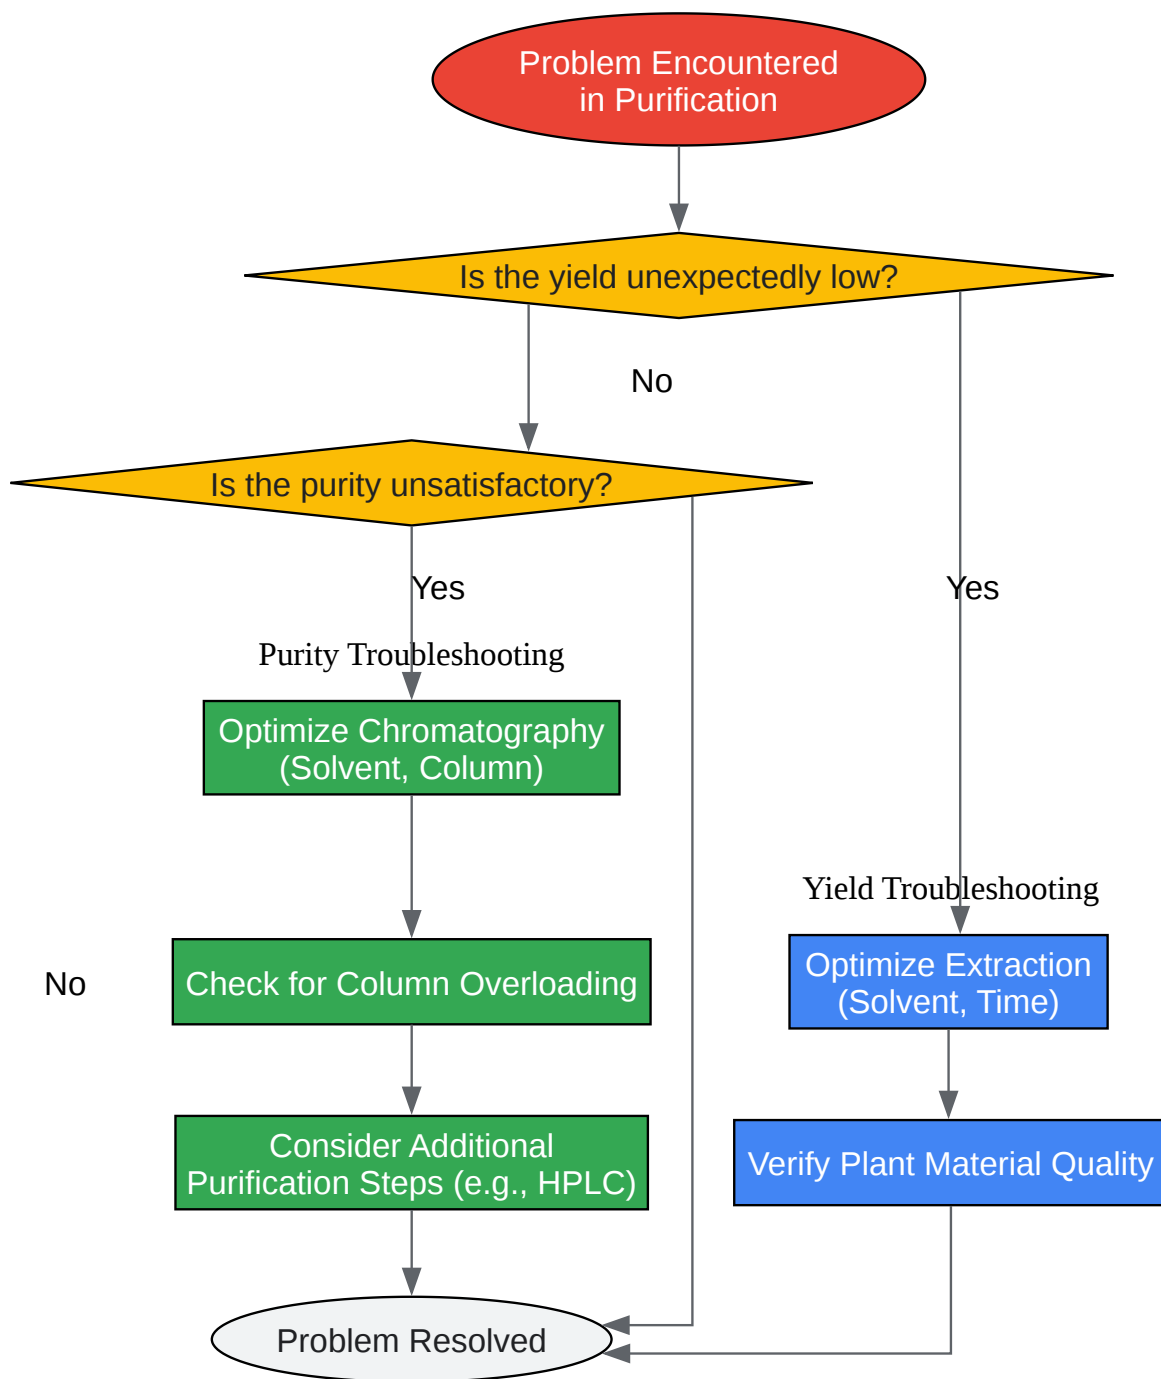 Problem Encountered
in Purification
Is the yield unexpectedly low?
No
Is the purity unsatisfactory?
Yes
Yes
Purity Troubleshooting
Optimize Chromatography
(Solvent, Column)
Yield Troubleshooting
Optimize Extraction
(Solvent, Time)
No
Check for Column Overloading
Consider Additional
Purification Steps (e.g., HPLC)
Verify Plant Material Quality
Problem Resolved